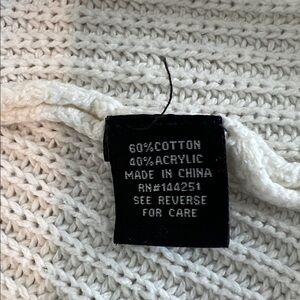 60%COTTON
40%ACRYLIC
MADE IN CHINA
RN#144251
SEE REVERSE
FOR CARE